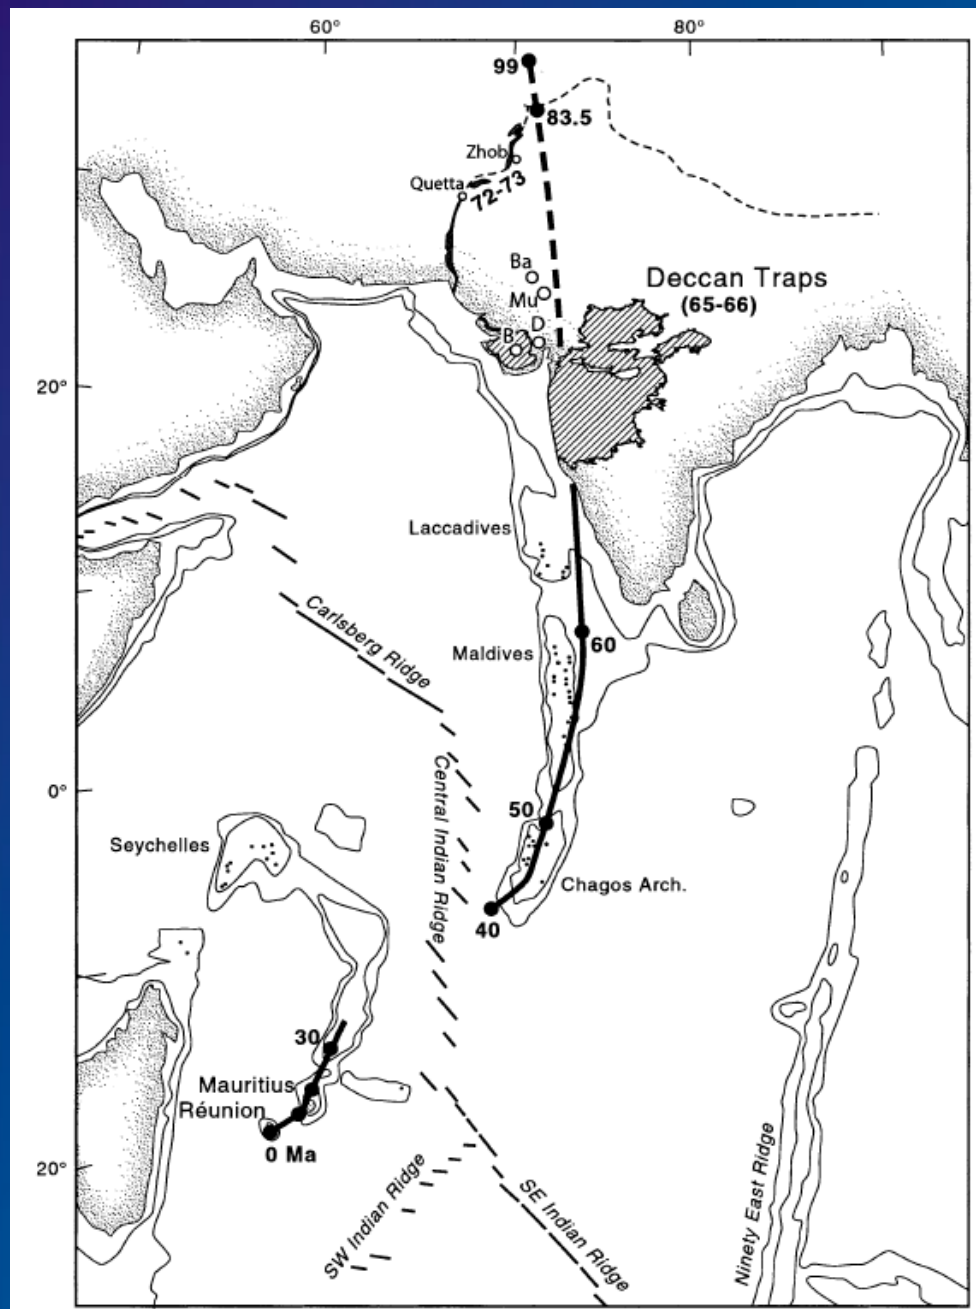 60°
80°
99
83.5
Zhob
Quetta
72-73
Ba
Mu
Deccan Traps
(65-66)
D
B
20°
Laccadives
Carlsberg Ridge
Maldives
60
Central Indian Ridge
0°
50
Seychelles
Chagos Arch.
40
30
Mauritius
Réunion
0 Ma
20°
SW Indian Ridge
SE Indian Ridge
Ninety East Ridge